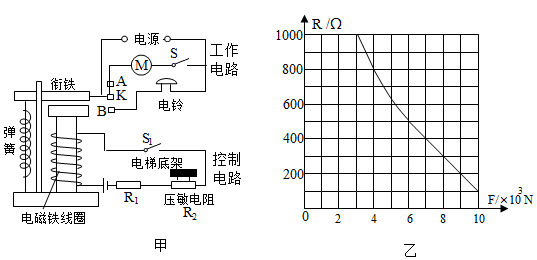 电源
S
工作
电路
M
衔铁
A
K
B
电铃
弹
簧
S1
电梯底架
控制
电路
R1
压敏电阻
R2
电磁铁线圈
甲
R/Ω
1000
800
600
400
200
0 2 4 6 8 10 F/×10³N
乙